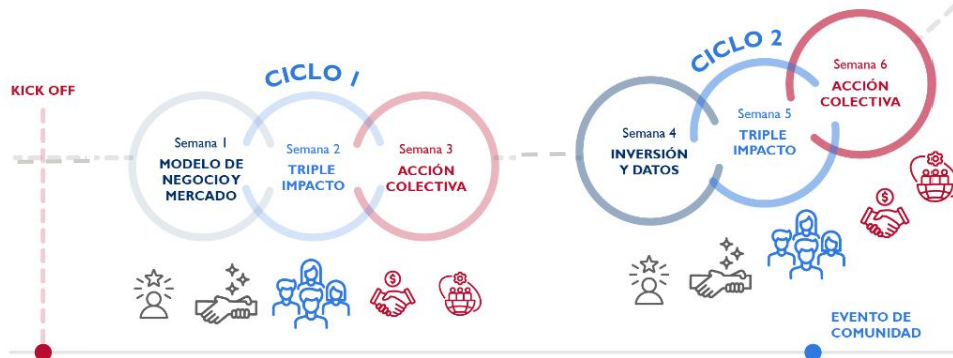 KICK OFF
CICLO 1
Semana 1
MODELO DE
NEGOCIO Y
MERCADO
Semana 2
TRIPLE
IMPACTO
Semana 3
ACCIÓN
COLECTIVA
CICLO 2
Semana 4
INVERSIÓN
Y DATOS
Semana 5
TRIPLE
IMPACTO
Semana 6
ACCIÓN
COLECTIVA
$
$
EVENTO DE
COMUNIDAD